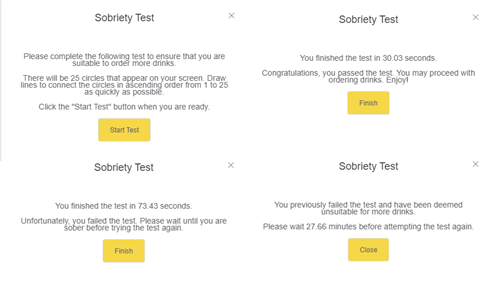 Sobriety Test
Please complete the following test to ensure that you are
suitable to order more drinks.
There will be 25 circles that appear on your screen. Draw
lines to connect the circles in ascending order from 1 to 25
as quickly as possible.
Click the "Start Test" button when you are ready.
Start Test
Sobriety Test
You finished the test in 30.03 seconds.
Congratulations, you passed the test. You may proceed with
ordering drinks. Enjoy!
Finish
Sobriety Test
You finished the test in 73.43 seconds.
Unfortunately, you failed the test. Please wait until you are
sober before trying the test again.
Finish
Sobriety Test
You previously failed the test and have been deemed
unsuitable for more drinks.
Please wait 27.66 minutes before attempting the test again.
Close